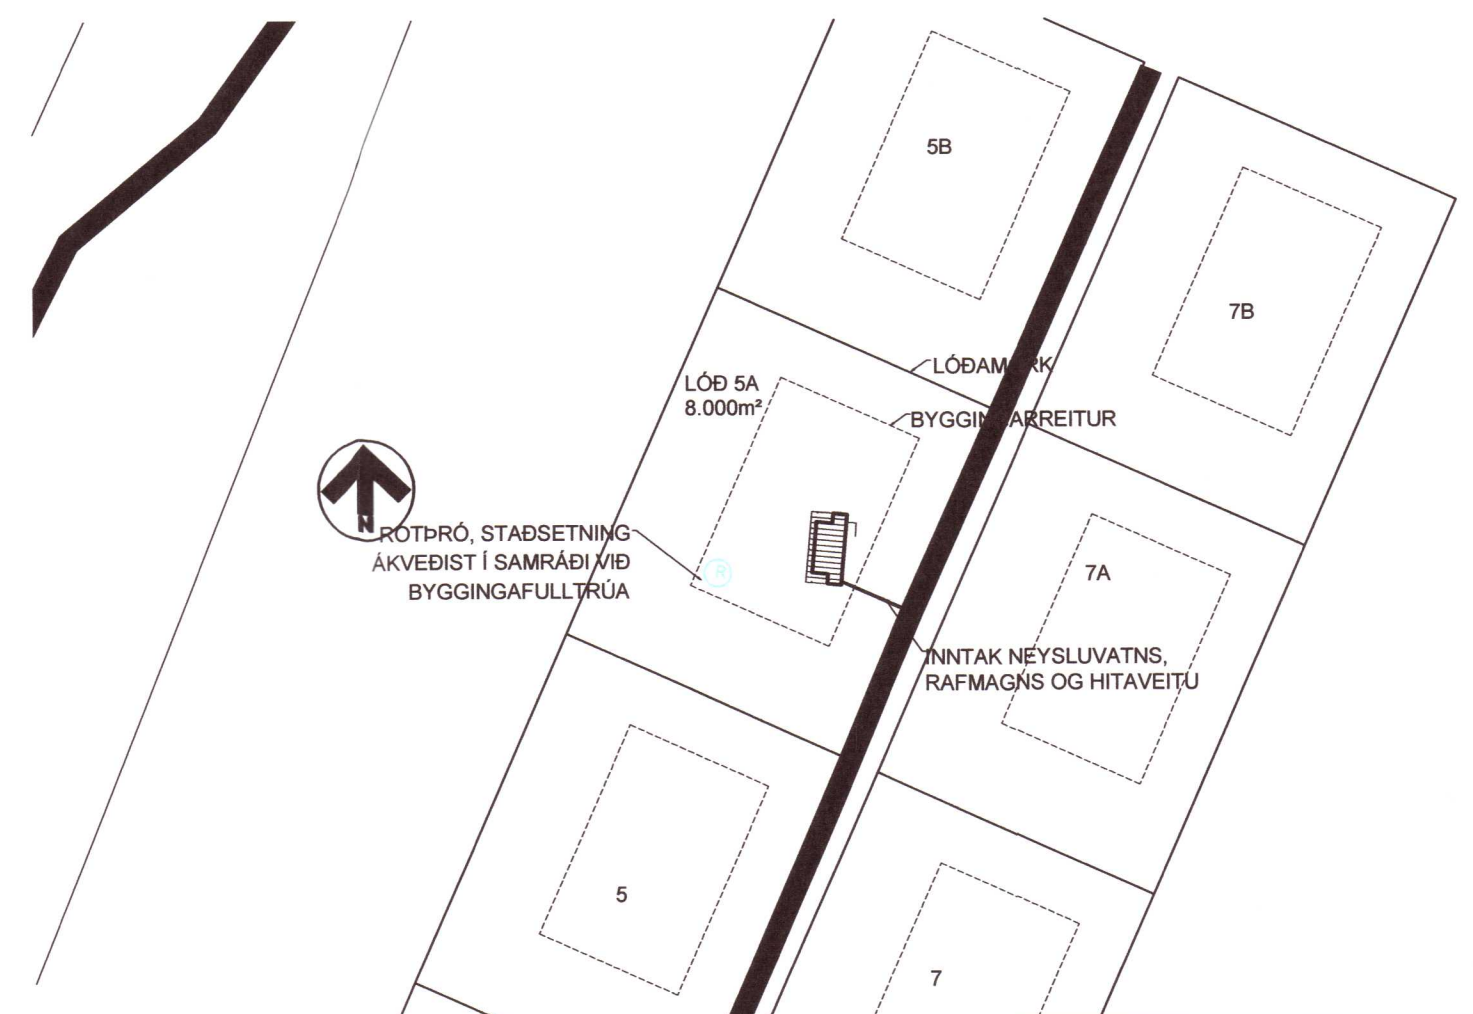 5B
7B
LÓÐAMÖRK
LÓÐ 5A
8.000m²
BYGGINGARREITUR
N
ROTÞRÓ, STAÐSETNING
ÁKVEÐIST Í SAMRÁÐI VIÐ
BYGGINGAFULLTRÚA
R
7A
INNTAK NEYSLUVATNS,
RAFMAGNS OG HITAVEITU
5
7